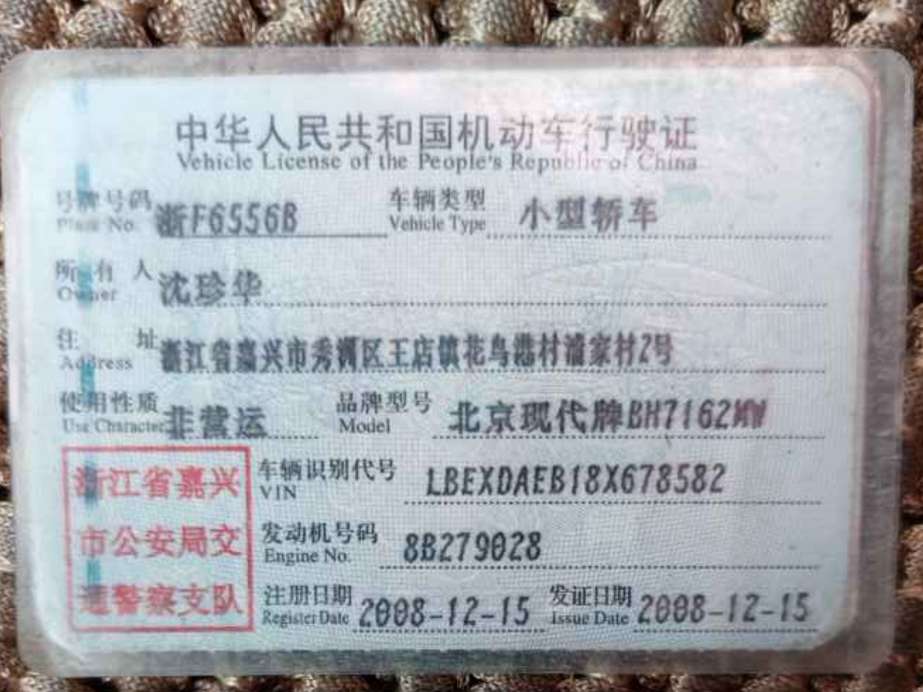 中华人民共和国机动车行驶证
Vehicle License of the People's Republic of China
号牌号码 浙F6556B 车辆类型 小型轿车
Plate No. Vehicle Type
所有人 沈珍华
Owner
住址 浙江省嘉兴市秀洲区王店镇花鸟港村潘家村2号
Address
使用性质 非营运 品牌型号 北京现代牌BH7162MW
Use Character Model
浙江省嘉兴
市公安局交
通警察支队
车辆识别代号 LBEXDAEB18X678582
VIN
发动机号码 8B279028
Engine No.
注册日期 2008-12-15 发证日期 2008-12-15
Register Date Issue Date